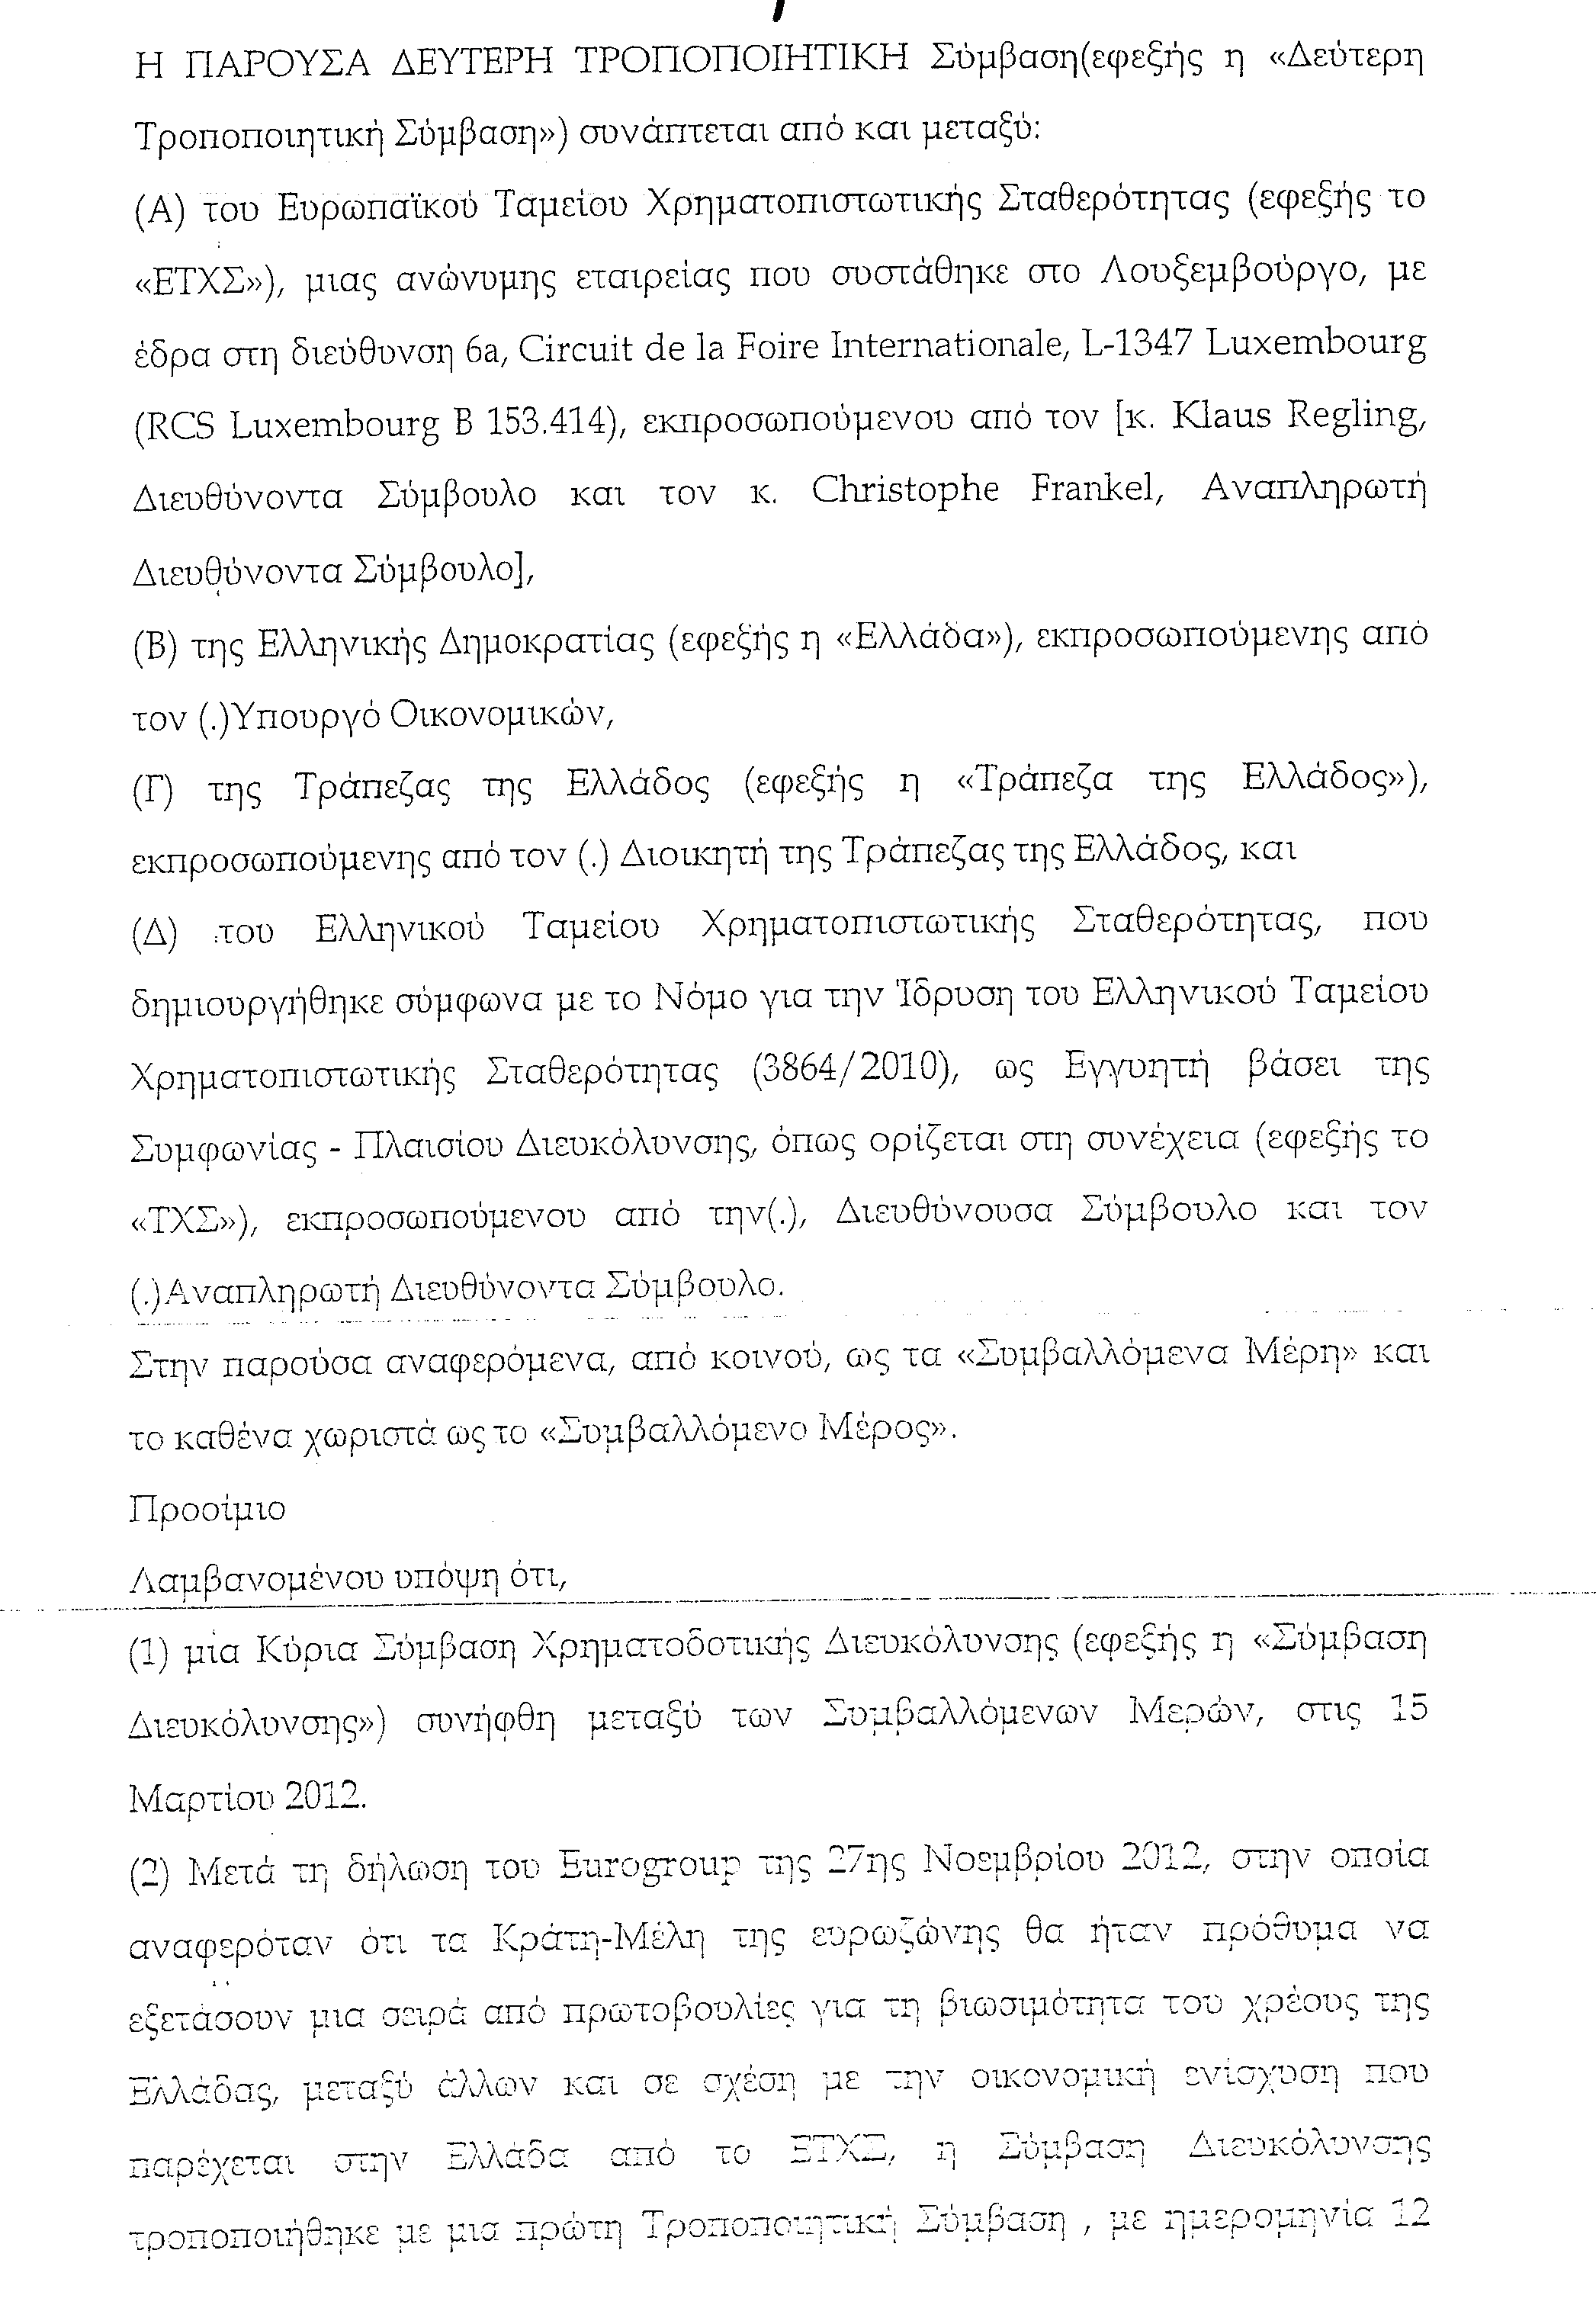 Η ΠΑΡΟΥΣΑ ΔΕΥΤΕΡΗ ΤΡΟΠΟΠΟΙΗΤΙΚΗ Σύμβαση(εφεξής η «Δεύτερη
Τροποποιητική Σύμβαση») συνάπτεται από και μεταξύ:
(Α) του Ευρωπαϊκού Ταμείου Χρηματοπιστωτικής Σταθερότητας (εφεξής το
«ΕΤΧΣ»), μιας ανώνυμης εταιρείας που συστάθηκε στο Λουξεμβούργο, με
έδρα στη διεύθυνση 6a, Circuit de la Foire Internationale, L-1347 Luxembourg
(RCS Luxembourg B 153.414), εκπροσωπούμενου από τον [κ. Klaus Regling,
Διευθύνοντα Σύμβουλο και τον κ. Christophe Frankel, Αναπληρωτή
Διευθύνοντα Σύμβουλο],
(Β) της Ελληνικής Δημοκρατίας (εφεξής η «Ελλάδα»), εκπροσωπούμενης από
τον (.)Υπουργό Οικονομικών,
(Γ) της Τράπεζας της Ελλάδος (εφεξής η «Τράπεζα της Ελλάδος»),
εκπροσωπούμενης από τον (.) Διοικητή της Τράπεζας της Ελλάδος, και
(Δ) του Ελληνικού Ταμείου Χρηματοπιστωτικής Σταθερότητας, που
δημιουργήθηκε σύμφωνα με το Νόμο για την Ίδρυση του Ελληνικού Ταμείου
Χρηματοπιστωτικής Σταθερότητας (3864/2010), ως Εγγυητή βάσει της
Συμφωνίας - Πλαισίου Διευκόλυνσης, όπως ορίζεται στη συνέχεια (εφεξής το
«ΤΧΣ»), εκπροσωπούμενου από την(.), Διευθύνουσα Σύμβουλο και τον
(.)Αναπληρωτή Διευθύνοντα Σύμβουλο.
Στην παρούσα αναφερόμενα, από κοινού, ως τα «Συμβαλλόμενα Μέρη» και
το καθένα χωριστά ως το «Συμβαλλόμενο Μέρος».
Προοίμιο
Λαμβανομένου υπόψη ότι,
(1) μία Κύρια Σύμβαση Χρηματοδοτικής Διευκόλυνσης (εφεξής η «Σύμβαση
Διευκόλυνσης») συνήφθη μεταξύ των Συμβαλλόμενων Μερών, στις 15
Μαρτίου 2012.
(2) Μετά τη δήλωση του Eurogroup της 27ης Νοεμβρίου 2012, στην οποία
αναφερόταν ότι τα Κράτη-Μέλη της ευρωζώνης θα ήταν πρόθυμα να
εξετάσουν μια σειρά από πρωτοβουλίες για τη βιωσιμότητα του χρέους της
Ελλάδας, μεταξύ άλλων και σε σχέση με την οικονομική ενίσχυση που
παρέχεται στην Ελλάδα από το ΕΤΧΣ, η Σύμβαση Διευκόλυνσης
τροποποιήθηκε με μια πρώτη Τροποποιητική Σύμβαση , με ημερομηνία 12